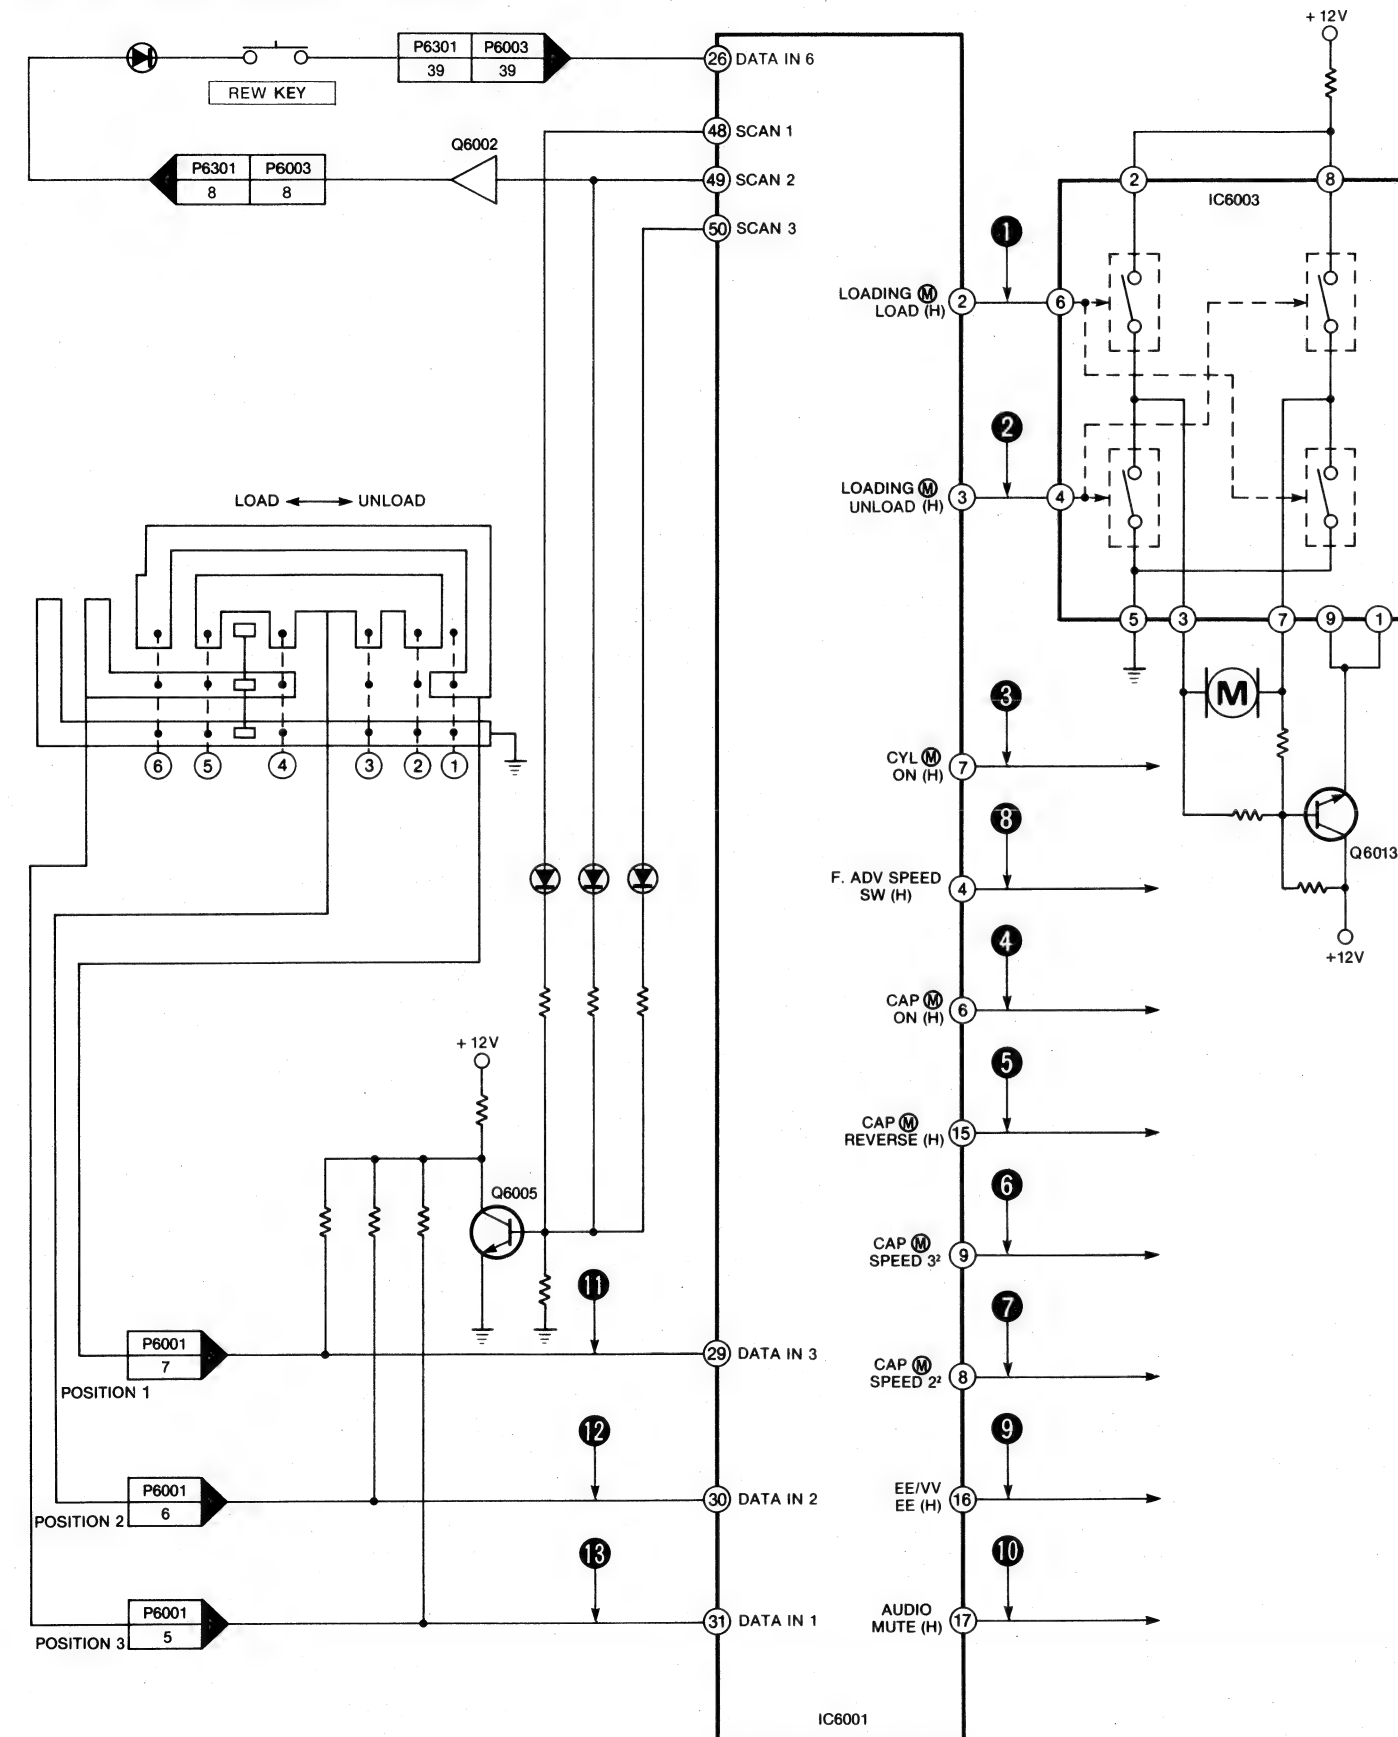 P6301 P6003
39 39
REW KEY
26 DATA IN 6
48 SCAN 1
Q6002
P6301 P6003
8 8
49 SCAN 2
50 SCAN 3
+12V
2 8
IC6003
1
LOADING M
LOAD (H)
2 6
2
LOADING M
UNLOAD (H)
3 4
LOAD UNLOAD
5 3 7 9 1
M
6 5 4 3 2 1
3
CYL M
ON (H)
7
8
F. ADV SPEED
SW (H)
4
Q6013
+12V
4
CAP M
ON (H)
6
+12V
5
CAP M
REVERSE (H)
15
Q6005
6
CAP M
SPEED 3²
9
11
7
CAP M
SPEED 2²
8
P6001
7
POSITION 1
29 DATA IN 3
12
9
P6001
6
POSITION 2
30 DATA IN 2
EE/VV
EE (H)
16
13
10
P6001
5
POSITION 3
31 DATA IN 1
AUDIO
MUTE (H)
17
IC6001